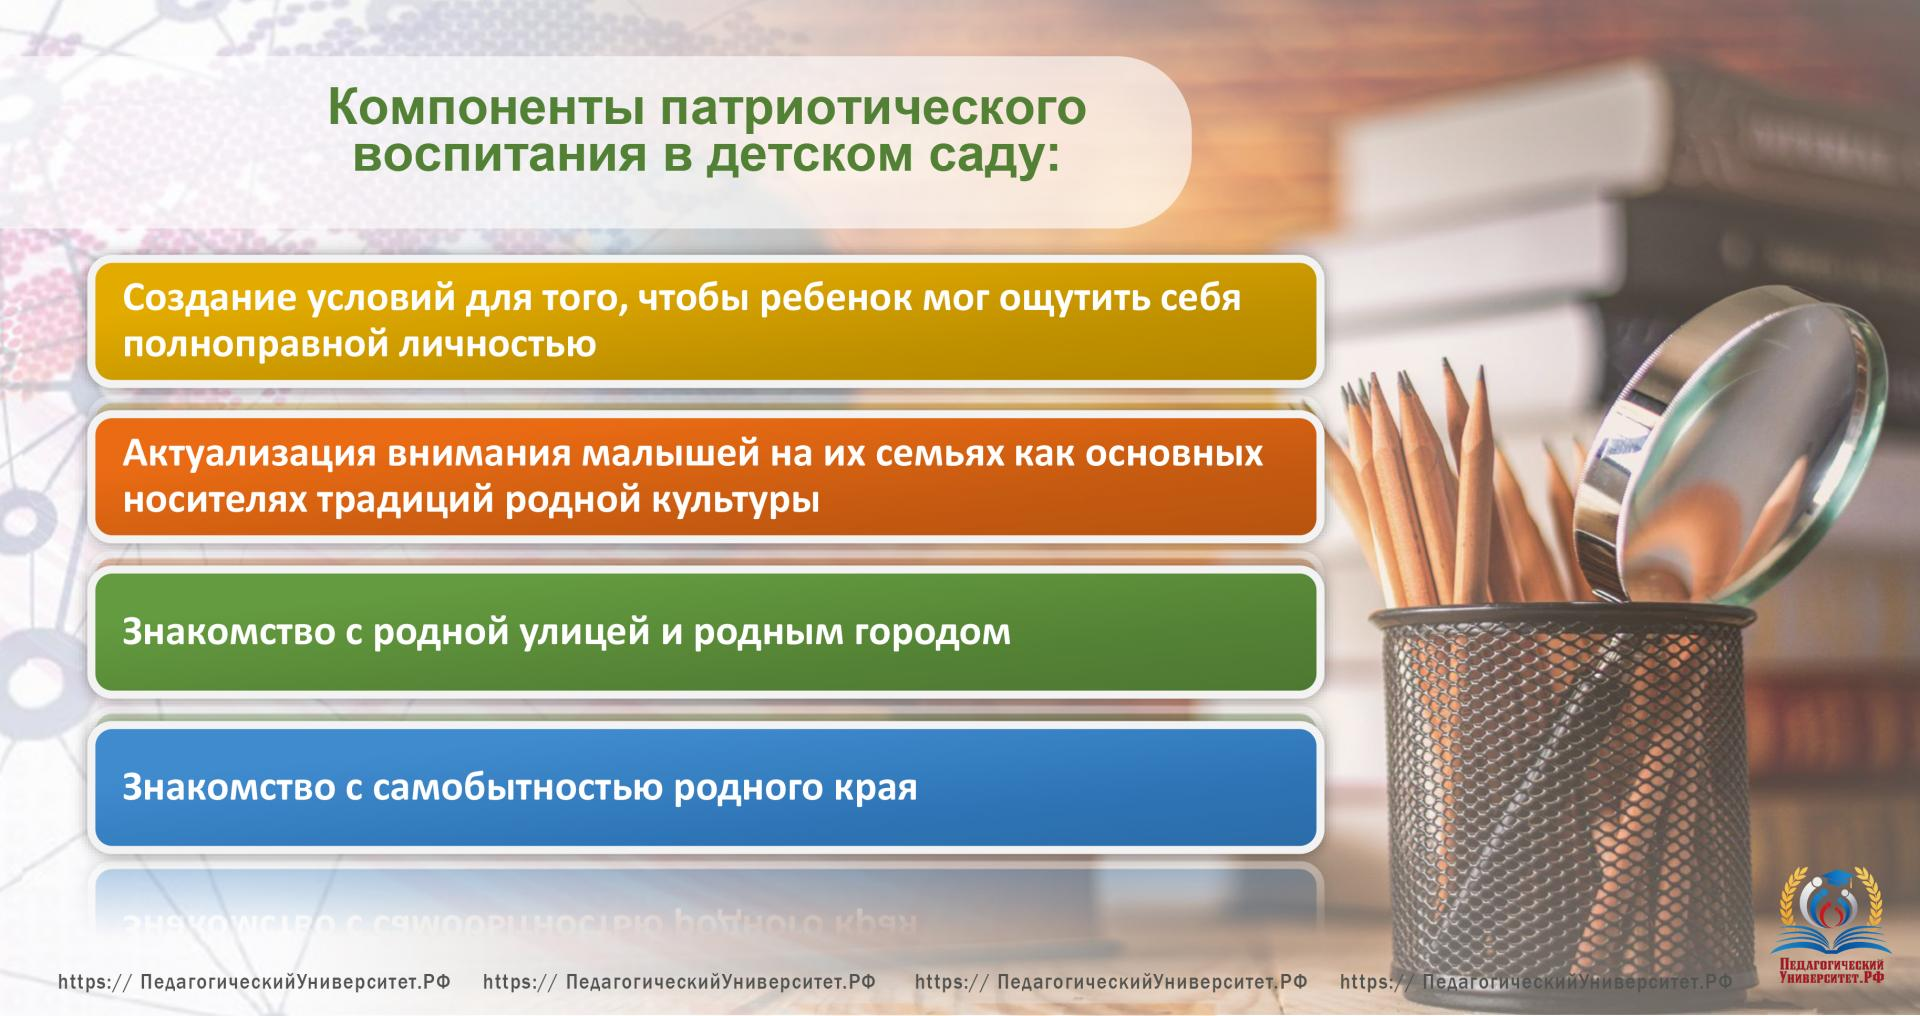 Компоненты патриотического
воспитания в детском саду:
Создание условий для того, чтобы ребенок мог ощутить себя
полноправной личностью
Актуализация внимания малышей на их семьях как основных
носителях традиций родной культуры
Знакомство с родной улицей и родным городом
Знакомство с самобытностью родного края
https:// ПедагогическийУниверситет.РФ https:// ПедагогическийУниверситет.РФ https:// ПедагогическийУниверситет.РФ https:// ПедагогическийУниверситет.РФ
Педагогический
Университет.РФ